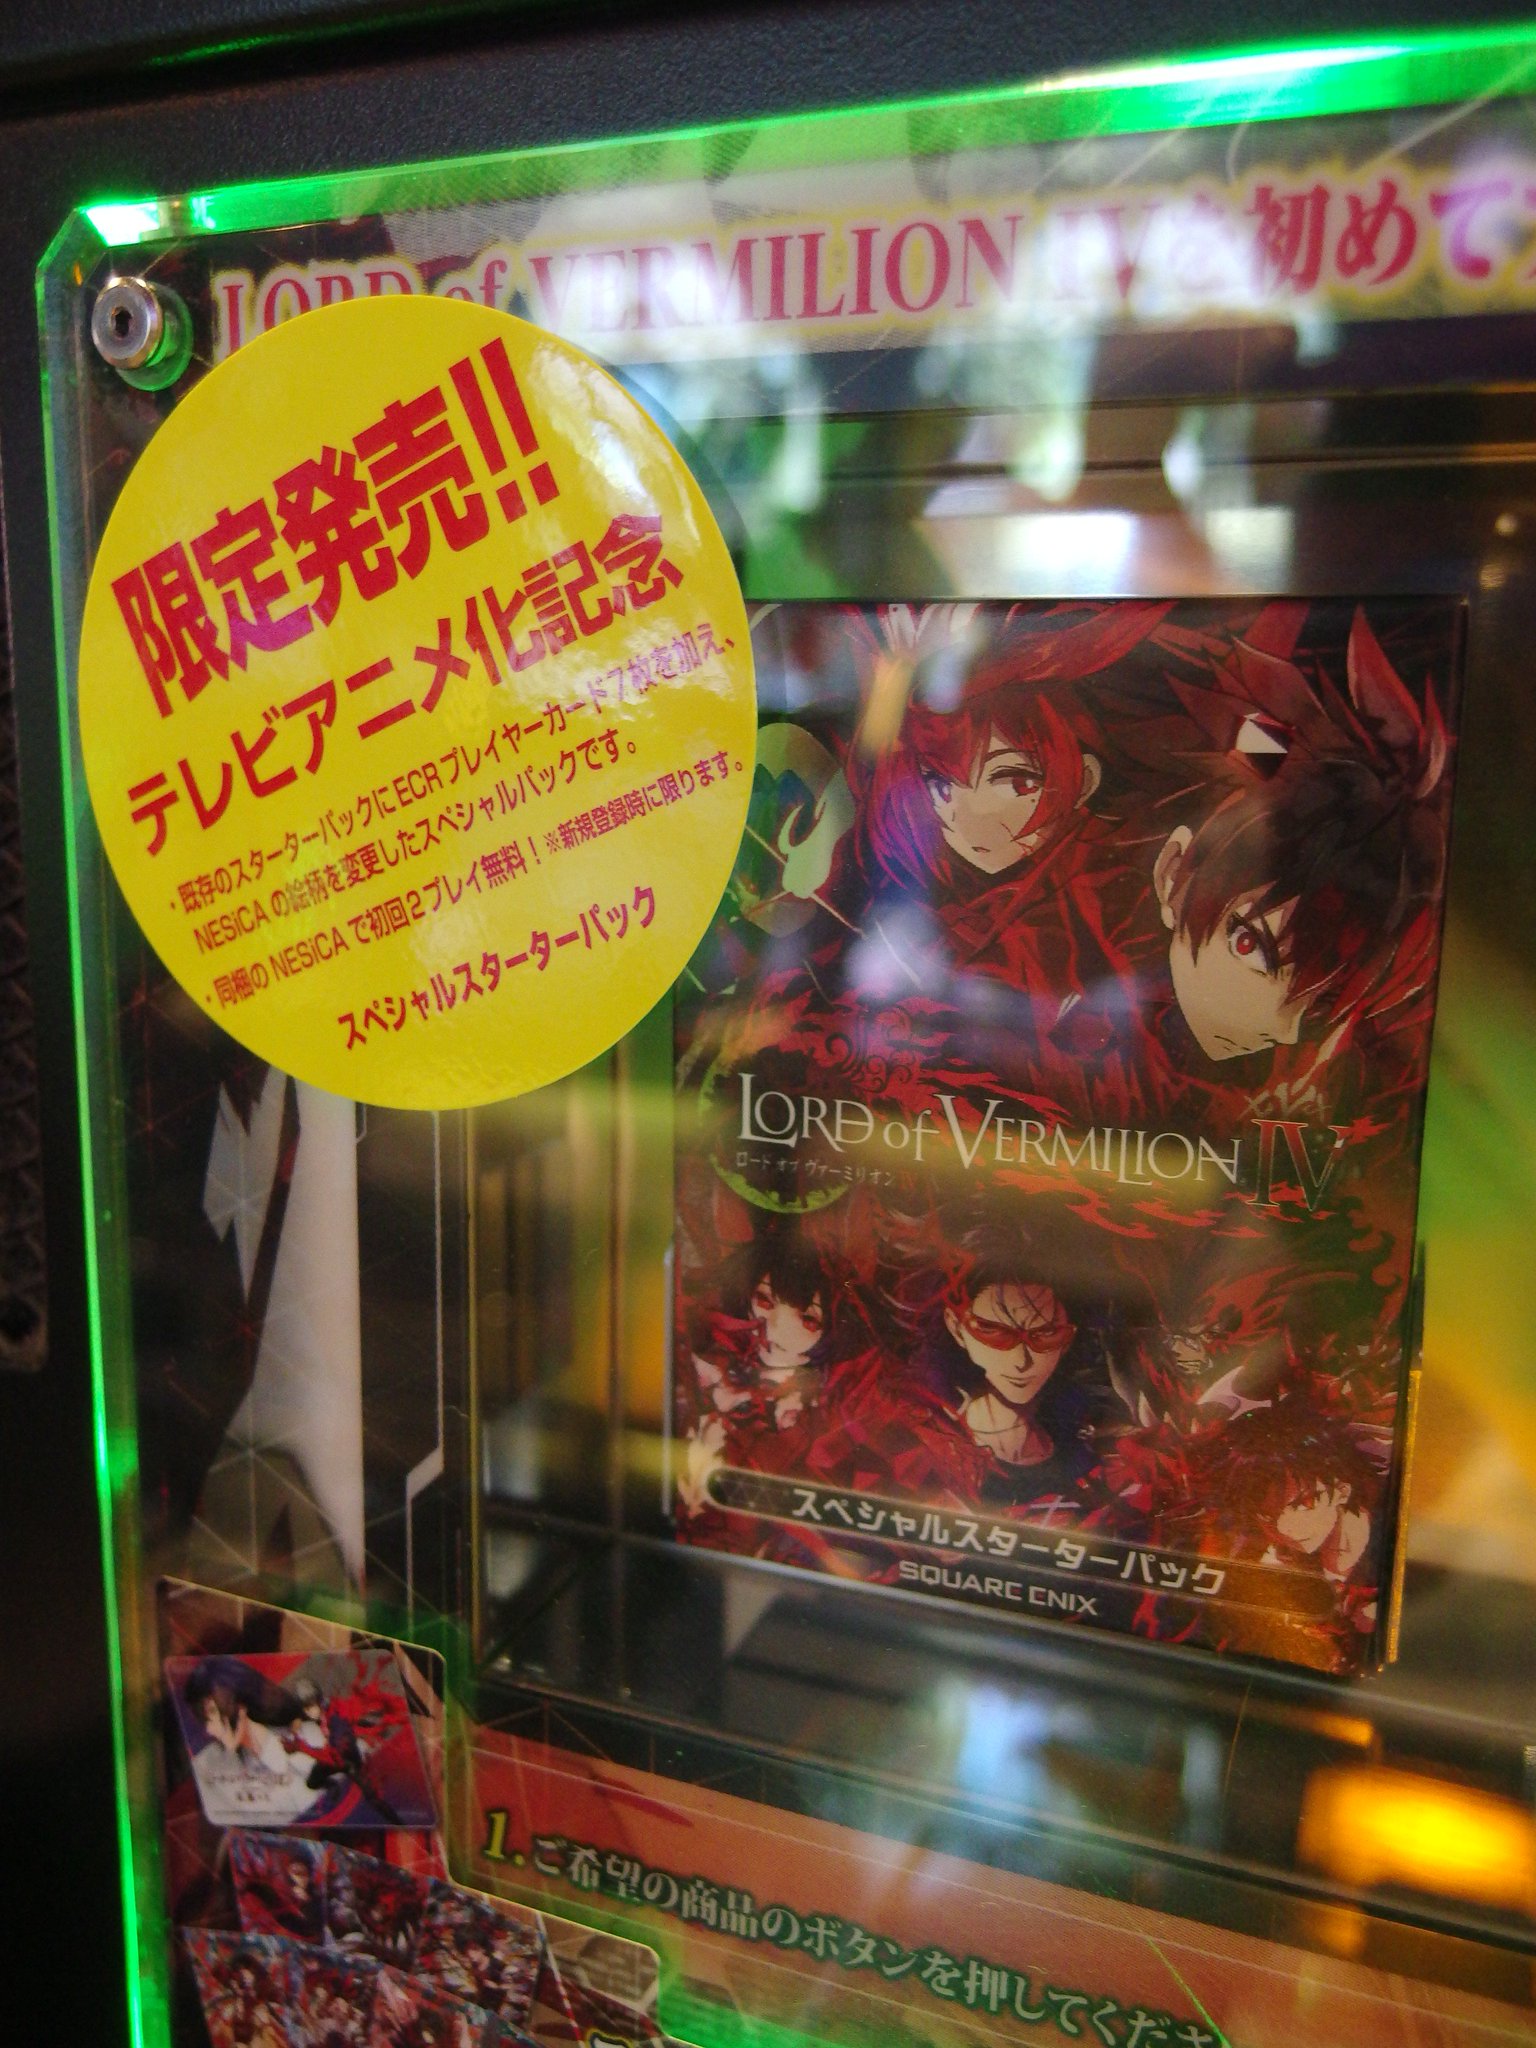 LORD of VERMILION IVを初めて
限定発売!!
テレビアニメ化記念
・既存のスターターパックにECRプレイヤーカード7枚を加え、
NESiCAの絵柄を変更したスペシャルパックです。
・同梱のNESiCAで初回2プレイ無料！※新規登録時に限ります。
スペシャルスターターパック
LORD of VERMILION IV
ロード オブ ヴァーミリオン
スペシャルスターターパック
SQUARE ENIX
1.ご希望の商品のボタンを押してくださ